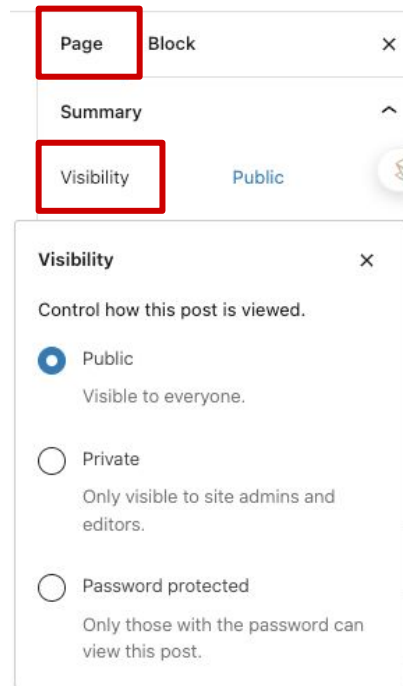 Page Block
Summary
Visibility Public
Visibility
Control how this post is viewed.
Public
Visible to everyone.
Private
Only visible to site admins and
editors.
Password protected
Only those with the password can
view this post.